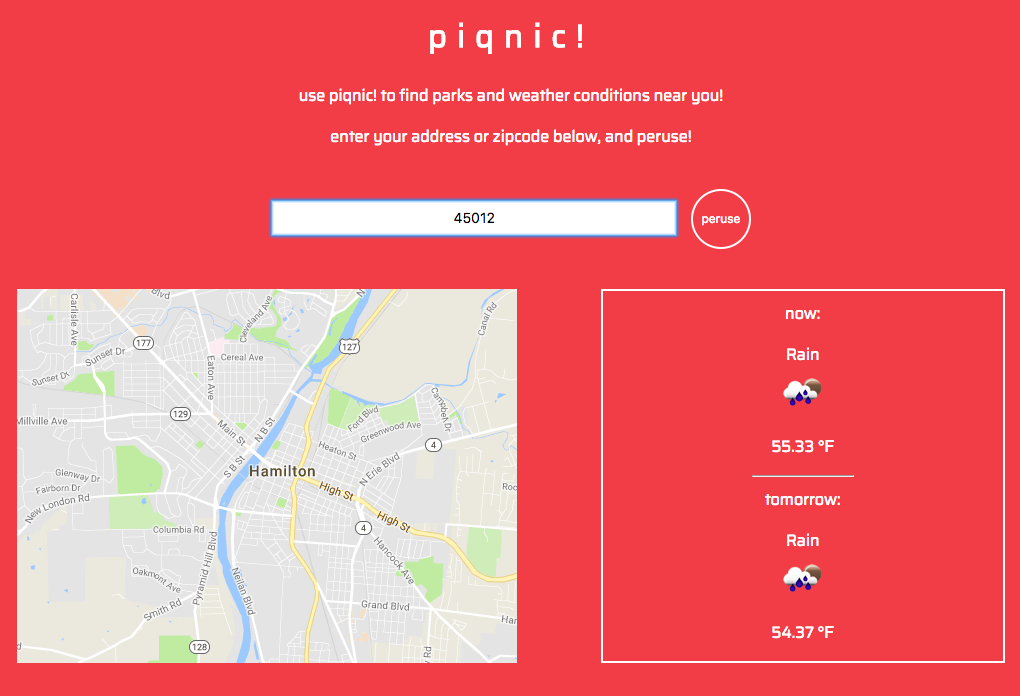 piqnic!
use piqnic! to find parks and weather conditions near you!
enter your address or zipcode below, and peruse!
45012
peruse
Blvd
N
Carlisle Ave
Cleveland Ave
Canal Rd
177
127
Sunset Dr
Cereal Ave
Eaton Ave
Sunset Dr
Campbell Dr
129
Ford Blvd
Millville Ave
Main St
N B St
Greenwood Ave
4
Heaton St
S B St
N Erie Blvd
Hamilton
Glenway Dr
Fairborn Dr
High St
Roc
New London Rd
High St
Columbia Rd
4
Pyramid Hill Blvd
Hancock Ave
Oakmont Ave
Neilan Blvd
Smith Rd
Grand Blvd
Har
128
Rd
now:
Rain
55.33 °F
tomorrow:
Rain
54.37 °F